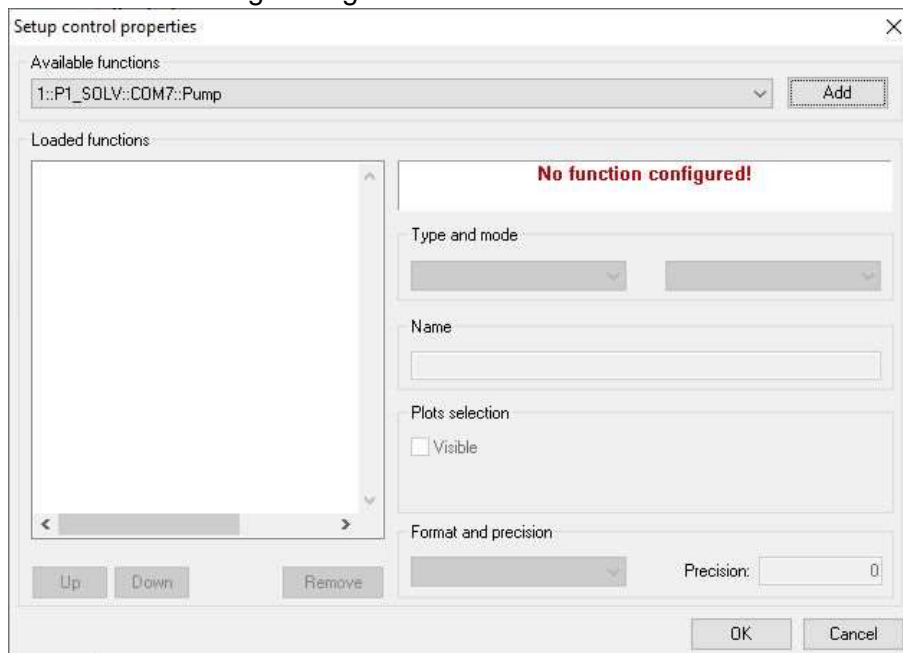 Setup control properties
Available functions
1::P1_SOLV::COM7::Pump
Add
Loaded functions
No function configured!
Type and mode
Name
Plots selection
Visible
Format and precision
Precision: 0
Up Down Remove
OK Cancel